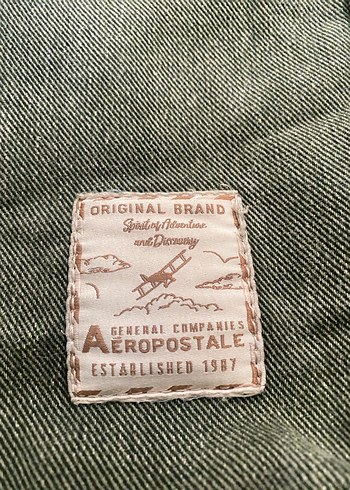 ORIGINAL BRAND
Spirit of Adventure
and Discovery
GENERAL COMPANIES
AÉROPOSTALE
ESTABLISHED 1987